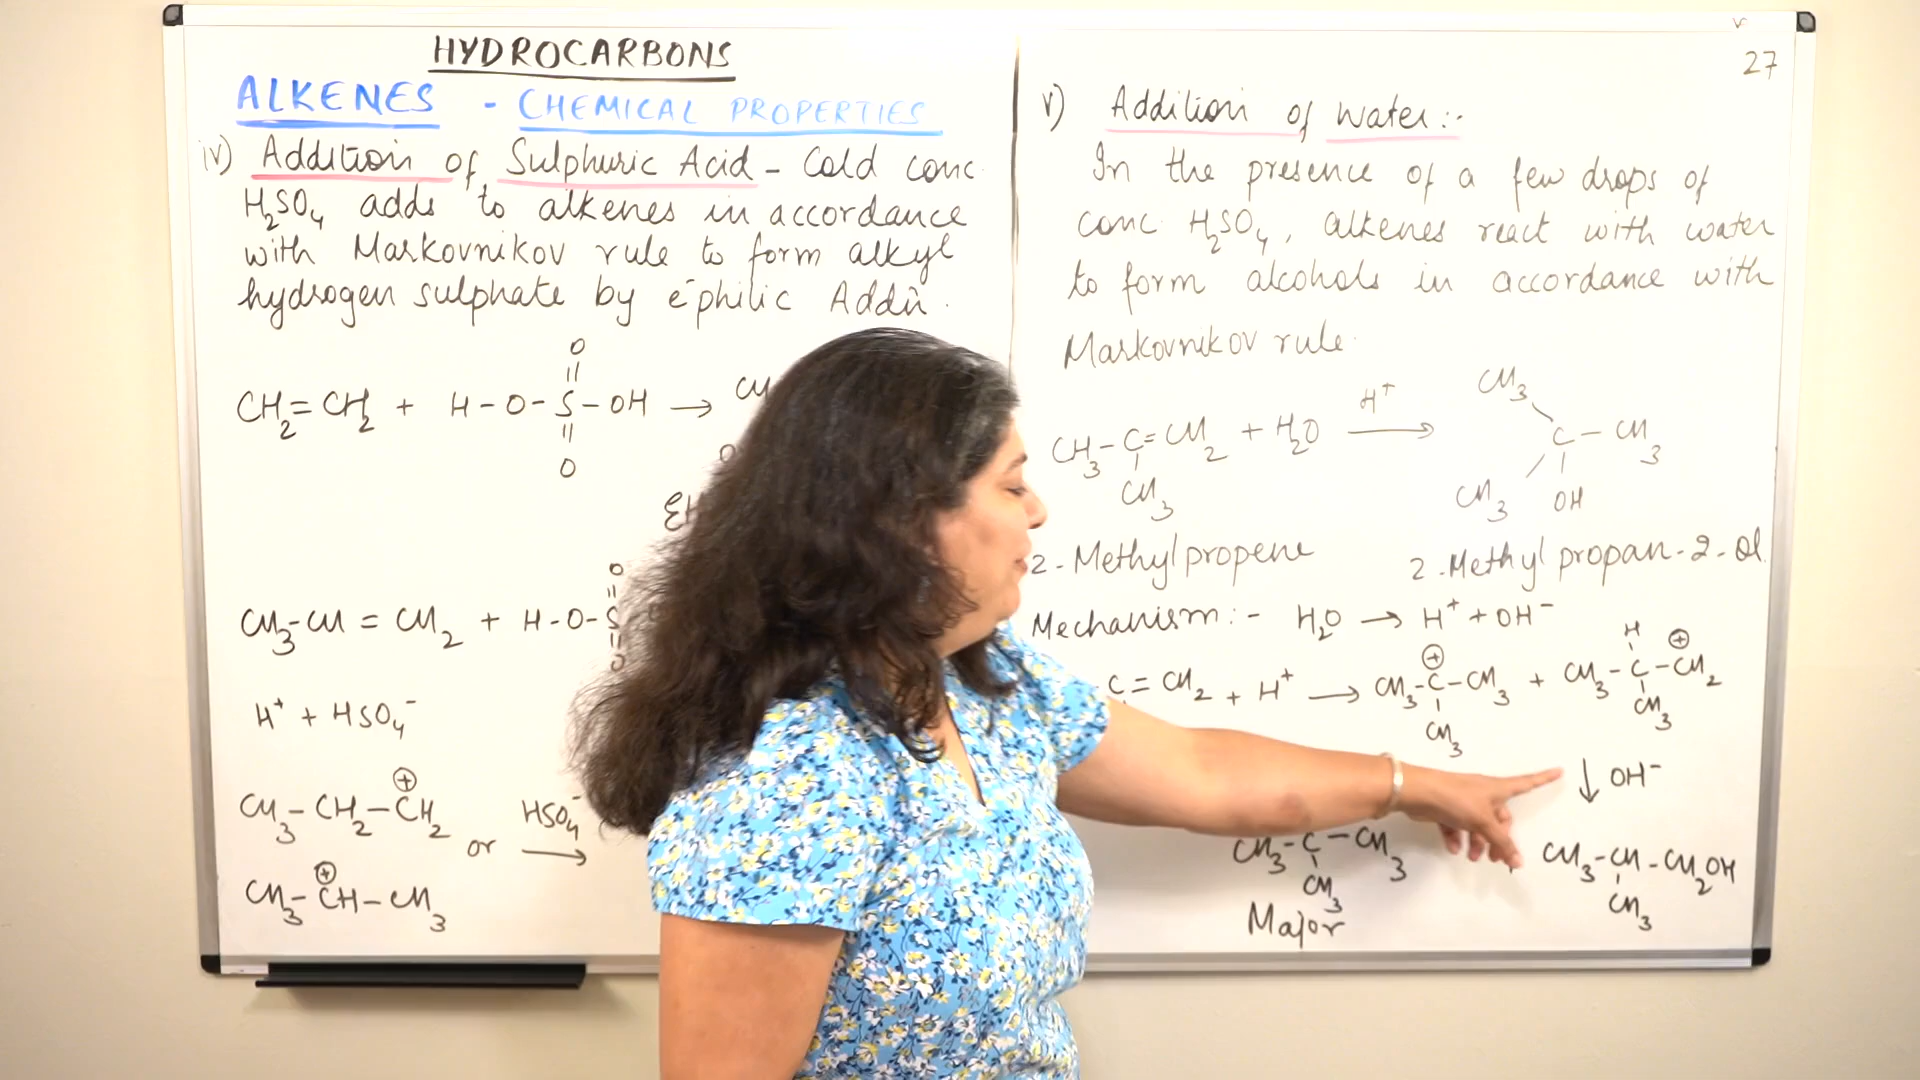 HYDROCARBONS
ALKENES - CHEMICAL PROPERTIES
iv) Addition of Sulphuric Acid - Cold conc.
H₂SO₄ adds to alkenes in accordance
with Markovnikov rule to form alkyl
hydrogen sulphate by e⁻philic Addn.
O
||
CH₂=CH₂ + H-O-S-OH →
||
O
O
||
CH₃-CH = CH₂ + H-O-S
||
O
H⁺ + HSO₄⁻
⊕
CH₃-CH₂-CH₂
or HSO₄⁻ →
⊕
CH₃-CH-CH₃
27
v) Addition of water:-
In the presence of a few drops of
conc H₂SO₄, alkenes react with water
to form alcohols in accordance with
Markovnikov rule.
CH₃-C=CH₂ + H₂O H⁺ →
CH₃
CH₃
C-CH₃
CH₃ OH
2-Methylpropene 2-Methyl propan-2-ol
Mechanism:- H₂O → H⁺ + OH⁻
⊕ H ⊕
C=CH₂ + H⁺ → CH₃-C-CH₃ + CH₃-C-CH₂
CH₃ CH₃
↓ OH⁻
CH₃-C-CH₃ CH₃-CH-CH₂OH
CH₃ CH₃
Major